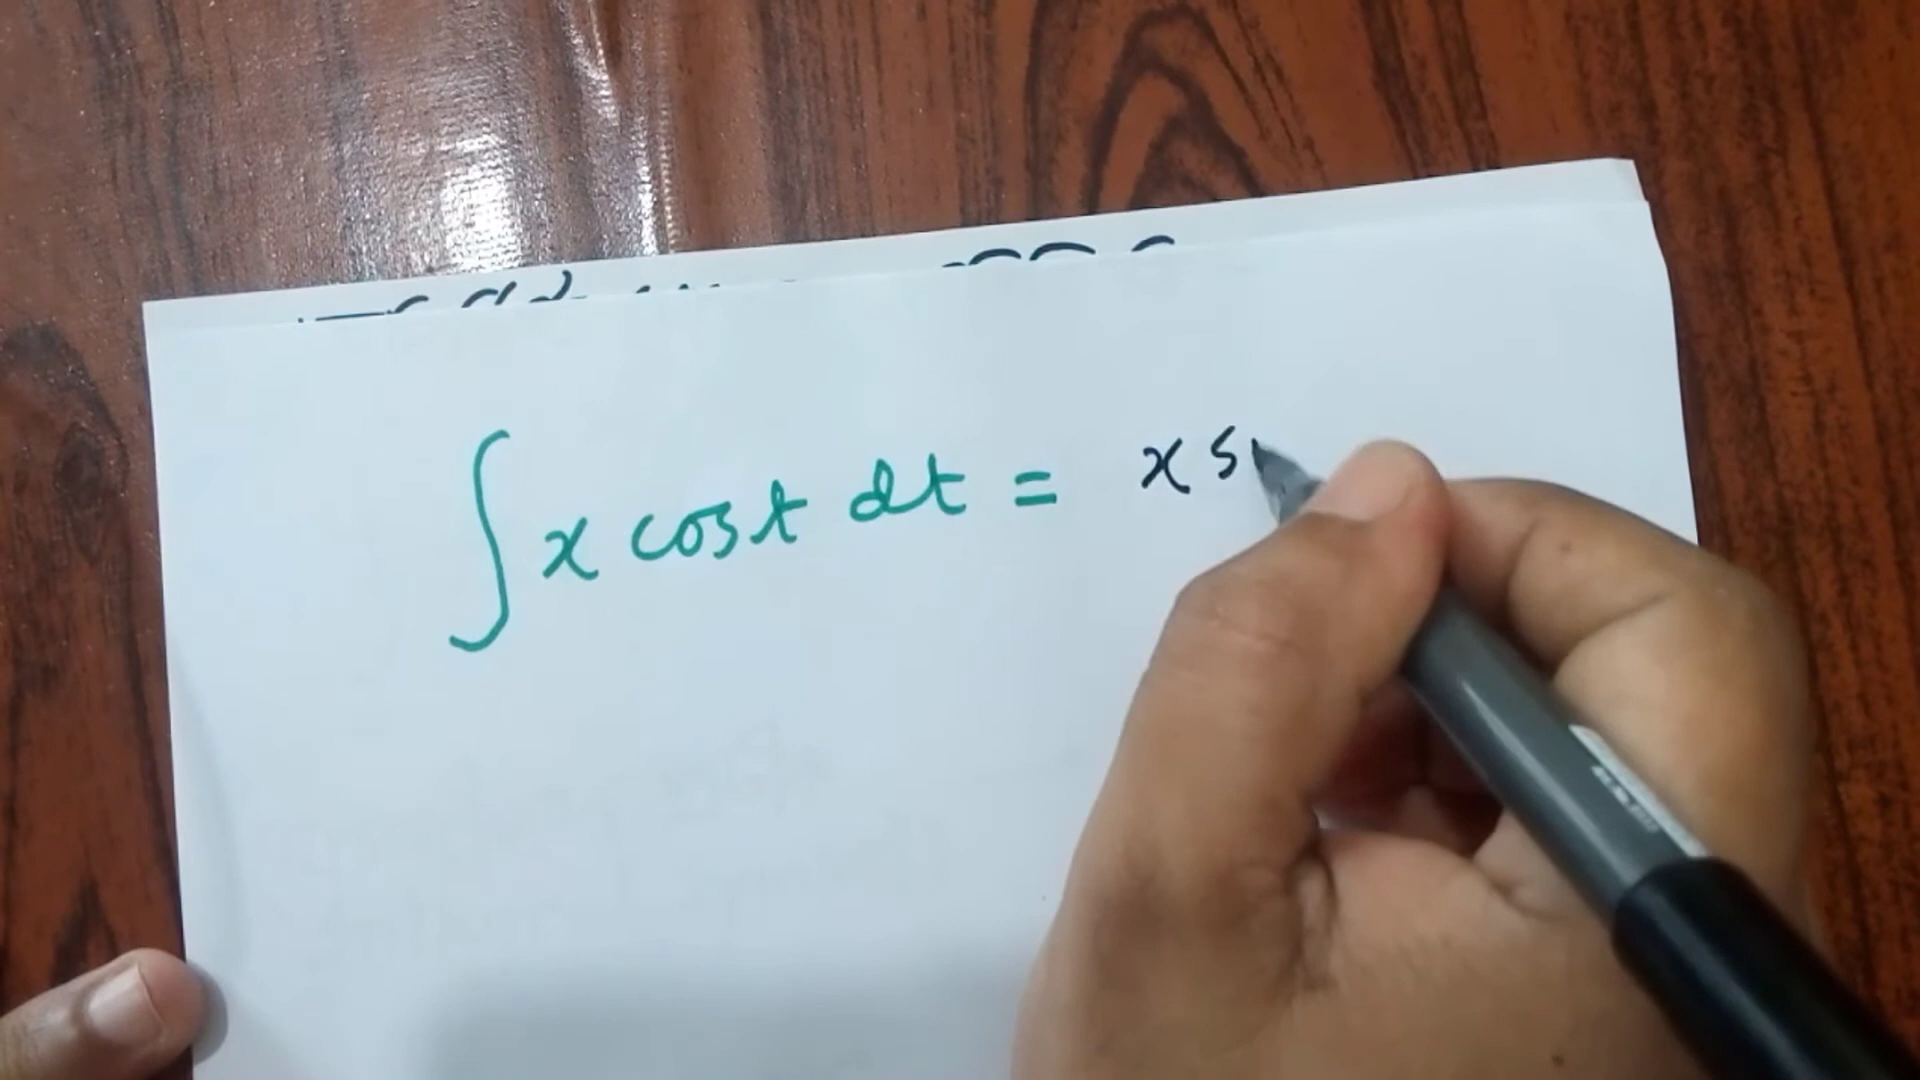 ∫ x cost dt = x s